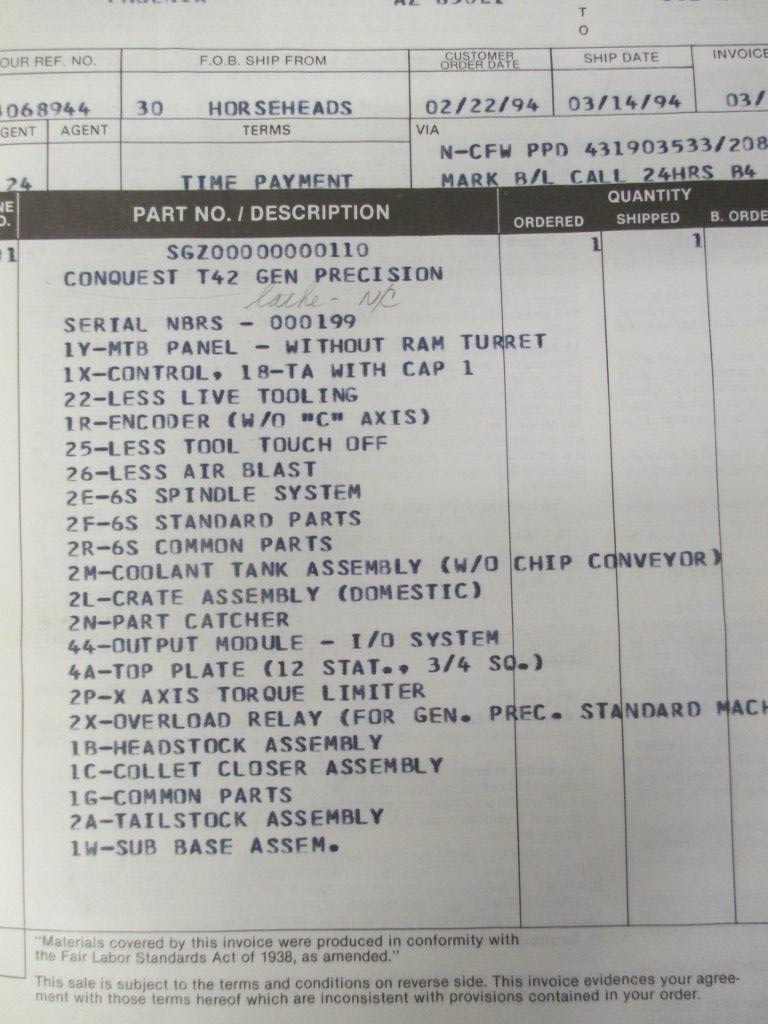 T
O
OUR REF. NO. F.O.B. SHIP FROM CUSTOMER ORDER DATE SHIP DATE INVOICE
068944 30 HORSEHEADS 02/22/94 03/14/94 03/
GENT AGENT TERMS VIA
N-CFW PPD 431903533/208
24 TIME PAYMENT MARK B/L CALL 24HRS B4
PART NO. / DESCRIPTION QUANTITY
ORDERED SHIPPED B. ORDE
1 SGZ00000000110 1 1
CONQUEST T42 GEN PRECISION
lathe - N/C
SERIAL NBRS - 000199
1Y-MTB PANEL - WITHOUT RAM TURRET
1X-CONTROL, 18-TA WITH CAP 1
22-LESS LIVE TOOLING
1R-ENCODER (W/O "C" AXIS)
25-LESS TOOL TOUCH OFF
26-LESS AIR BLAST
2E-6S SPINDLE SYSTEM
2F-6S STANDARD PARTS
2R-6S COMMON PARTS
2M-COOLANT TANK ASSEMBLY (W/O CHIP CONVEYOR)
2L-CRATE ASSEMBLY (DOMESTIC)
2N-PART CATCHER
44-OUTPUT MODULE - I/O SYSTEM
4A-TOP PLATE (12 STAT., 3/4 SQ.)
2P-X AXIS TORQUE LIMITER
2X-OVERLOAD RELAY (FOR GEN. PREC. STANDARD MACH
1B-HEADSTOCK ASSEMBLY
1C-COLLET CLOSER ASSEMBLY
1G-COMMON PARTS
2A-TAILSTOCK ASSEMBLY
1W-SUB BASE ASSEM.
"Materials covered by this invoice were produced in conformity with
the Fair Labor Standards Act of 1938, as amended."
This sale is subject to the terms and conditions on reverse side. This invoice evidences your agree-
ment with those terms hereof which are inconsistent with provisions contained in your order.